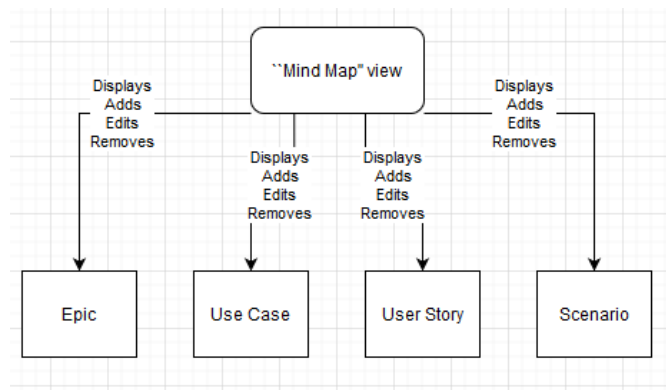 ``Mind Map" view
Displays
Adds
Edits
Removes
Displays
Adds
Edits
Removes
Displays
Adds
Edits
Removes
Displays
Adds
Edits
Removes
Epic
Use Case
User Story
Scenario